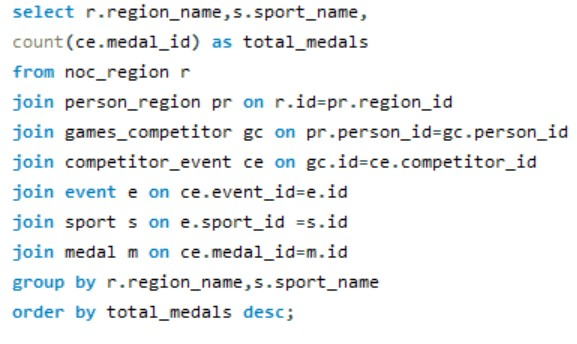 select r.region_name,s.sport_name,
count(ce.medal_id) as total_medals
from noc_region r
join person_region pr on r.id=pr.region_id
join games_competitor gc on pr.person_id=gc.person_id
join competitor_event ce on gc.id=ce.competitor_id
join event e on ce.event_id=e.id
join sport s on e.sport_id =s.id
join medal m on ce.medal_id=m.id
group by r.region_name,s.sport_name
order by total_medals desc;